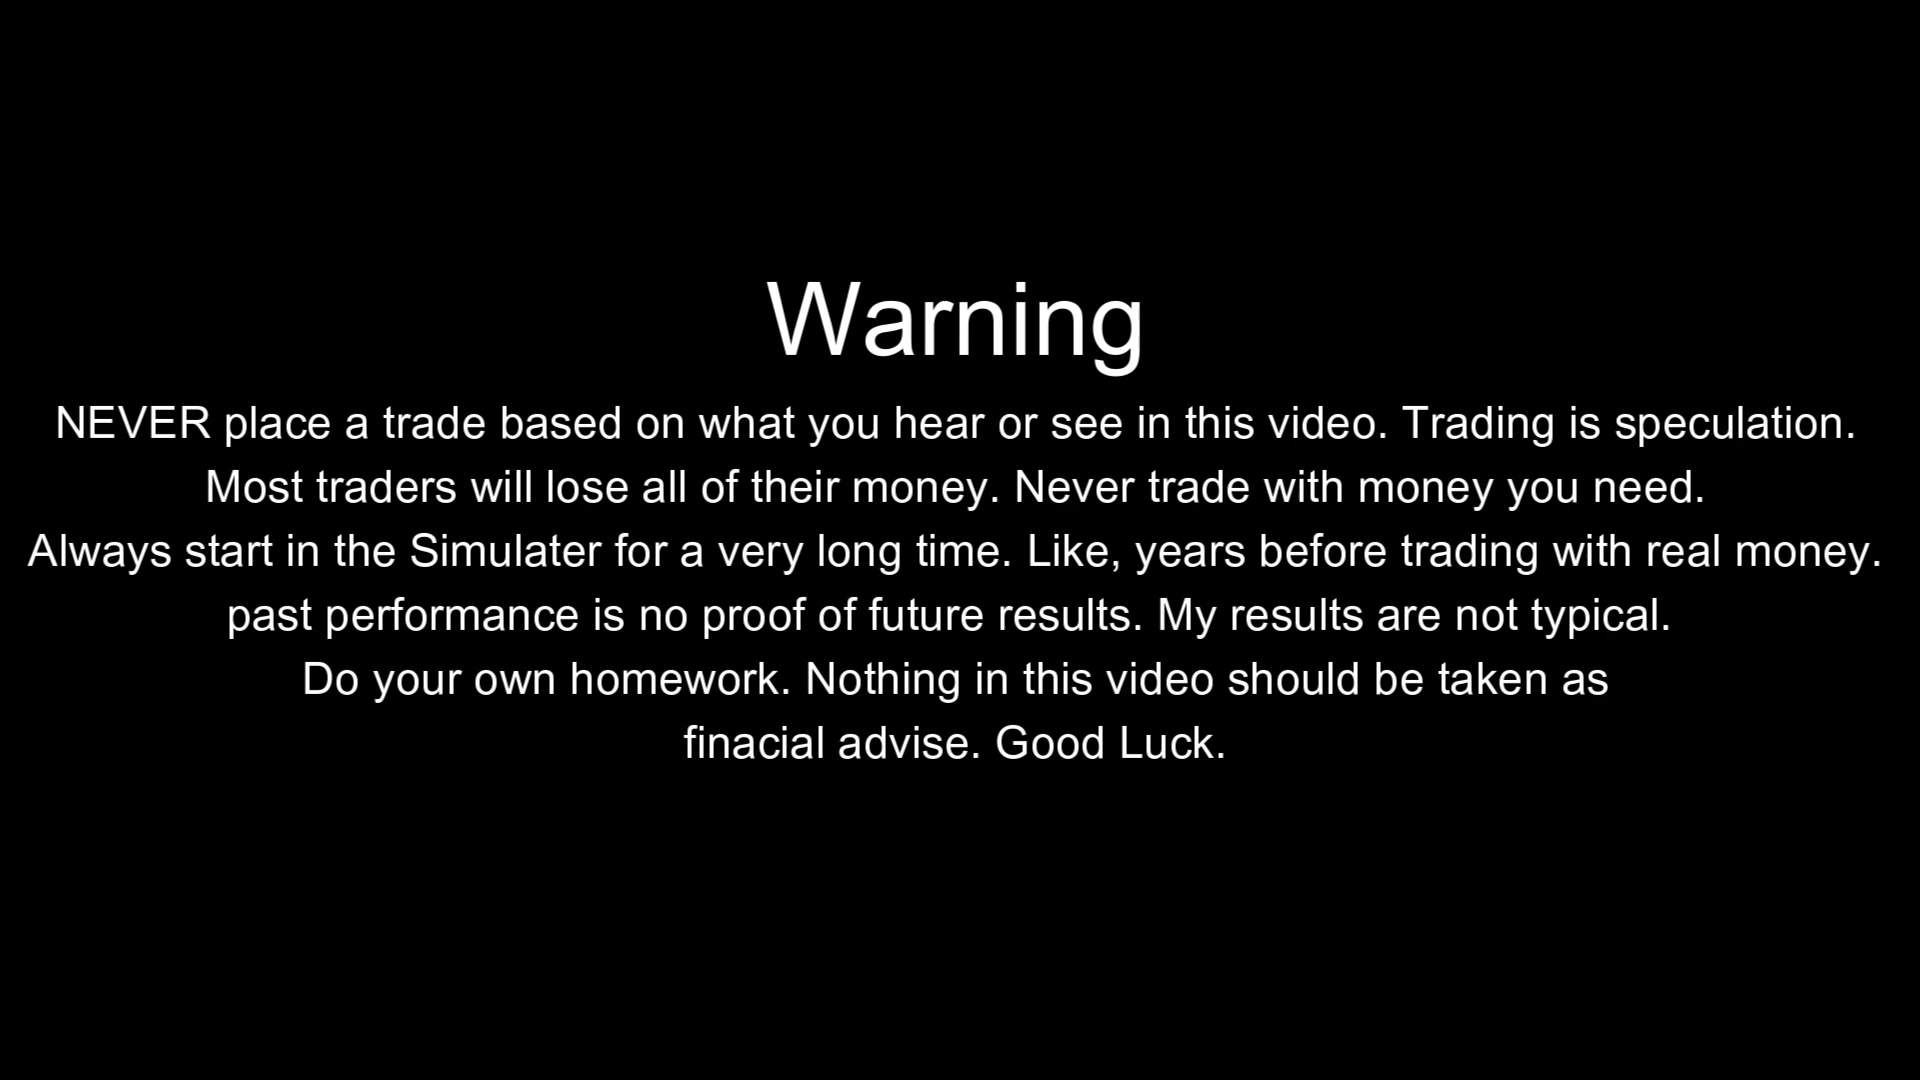 Warning
NEVER place a trade based on what you hear or see in this video. Trading is speculation.
Most traders will lose all of their money. Never trade with money you need.
Always start in the Simulater for a very long time. Like, years before trading with real money.
past performance is no proof of future results. My results are not typical.
Do your own homework. Nothing in this video should be taken as
finacial advise. Good Luck.